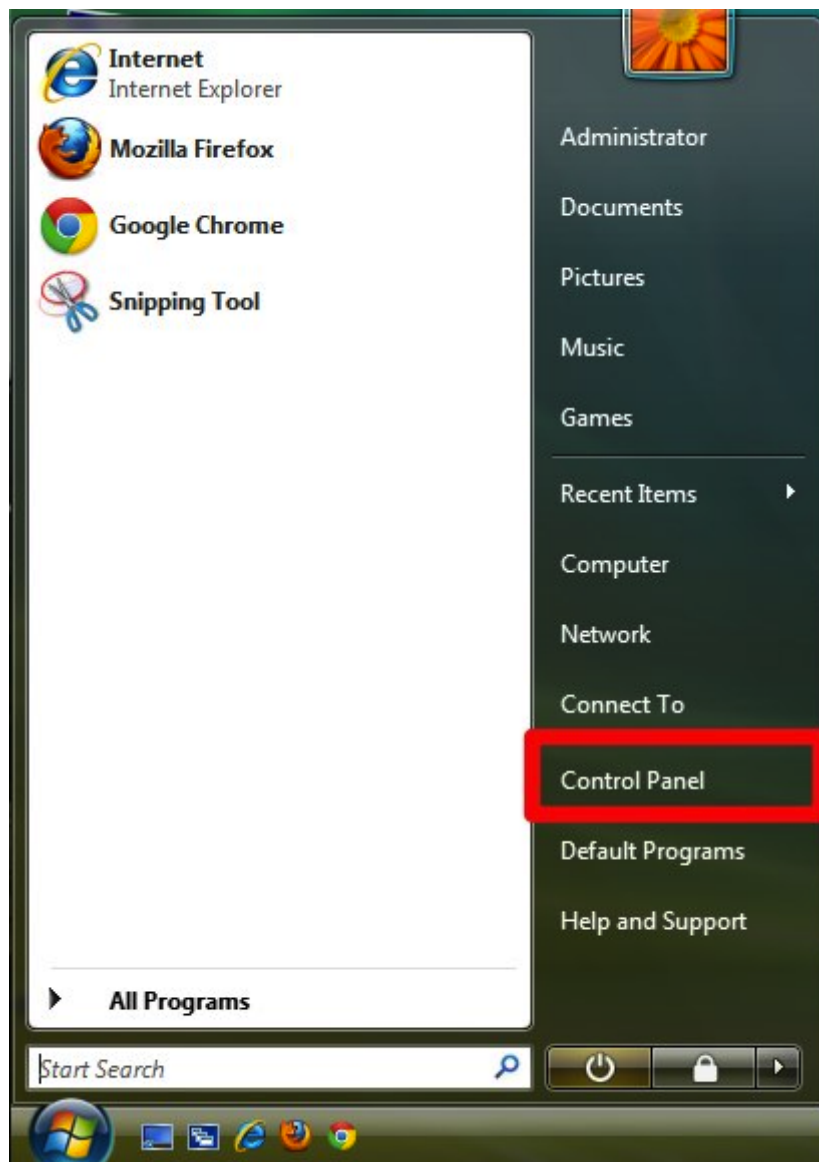 Internet
Internet Explorer
Mozilla Firefox
Google Chrome
Snipping Tool
All Programs
Start Search
Administrator
Documents
Pictures
Music
Games
Recent Items
Computer
Network
Connect To
Control Panel
Default Programs
Help and Support